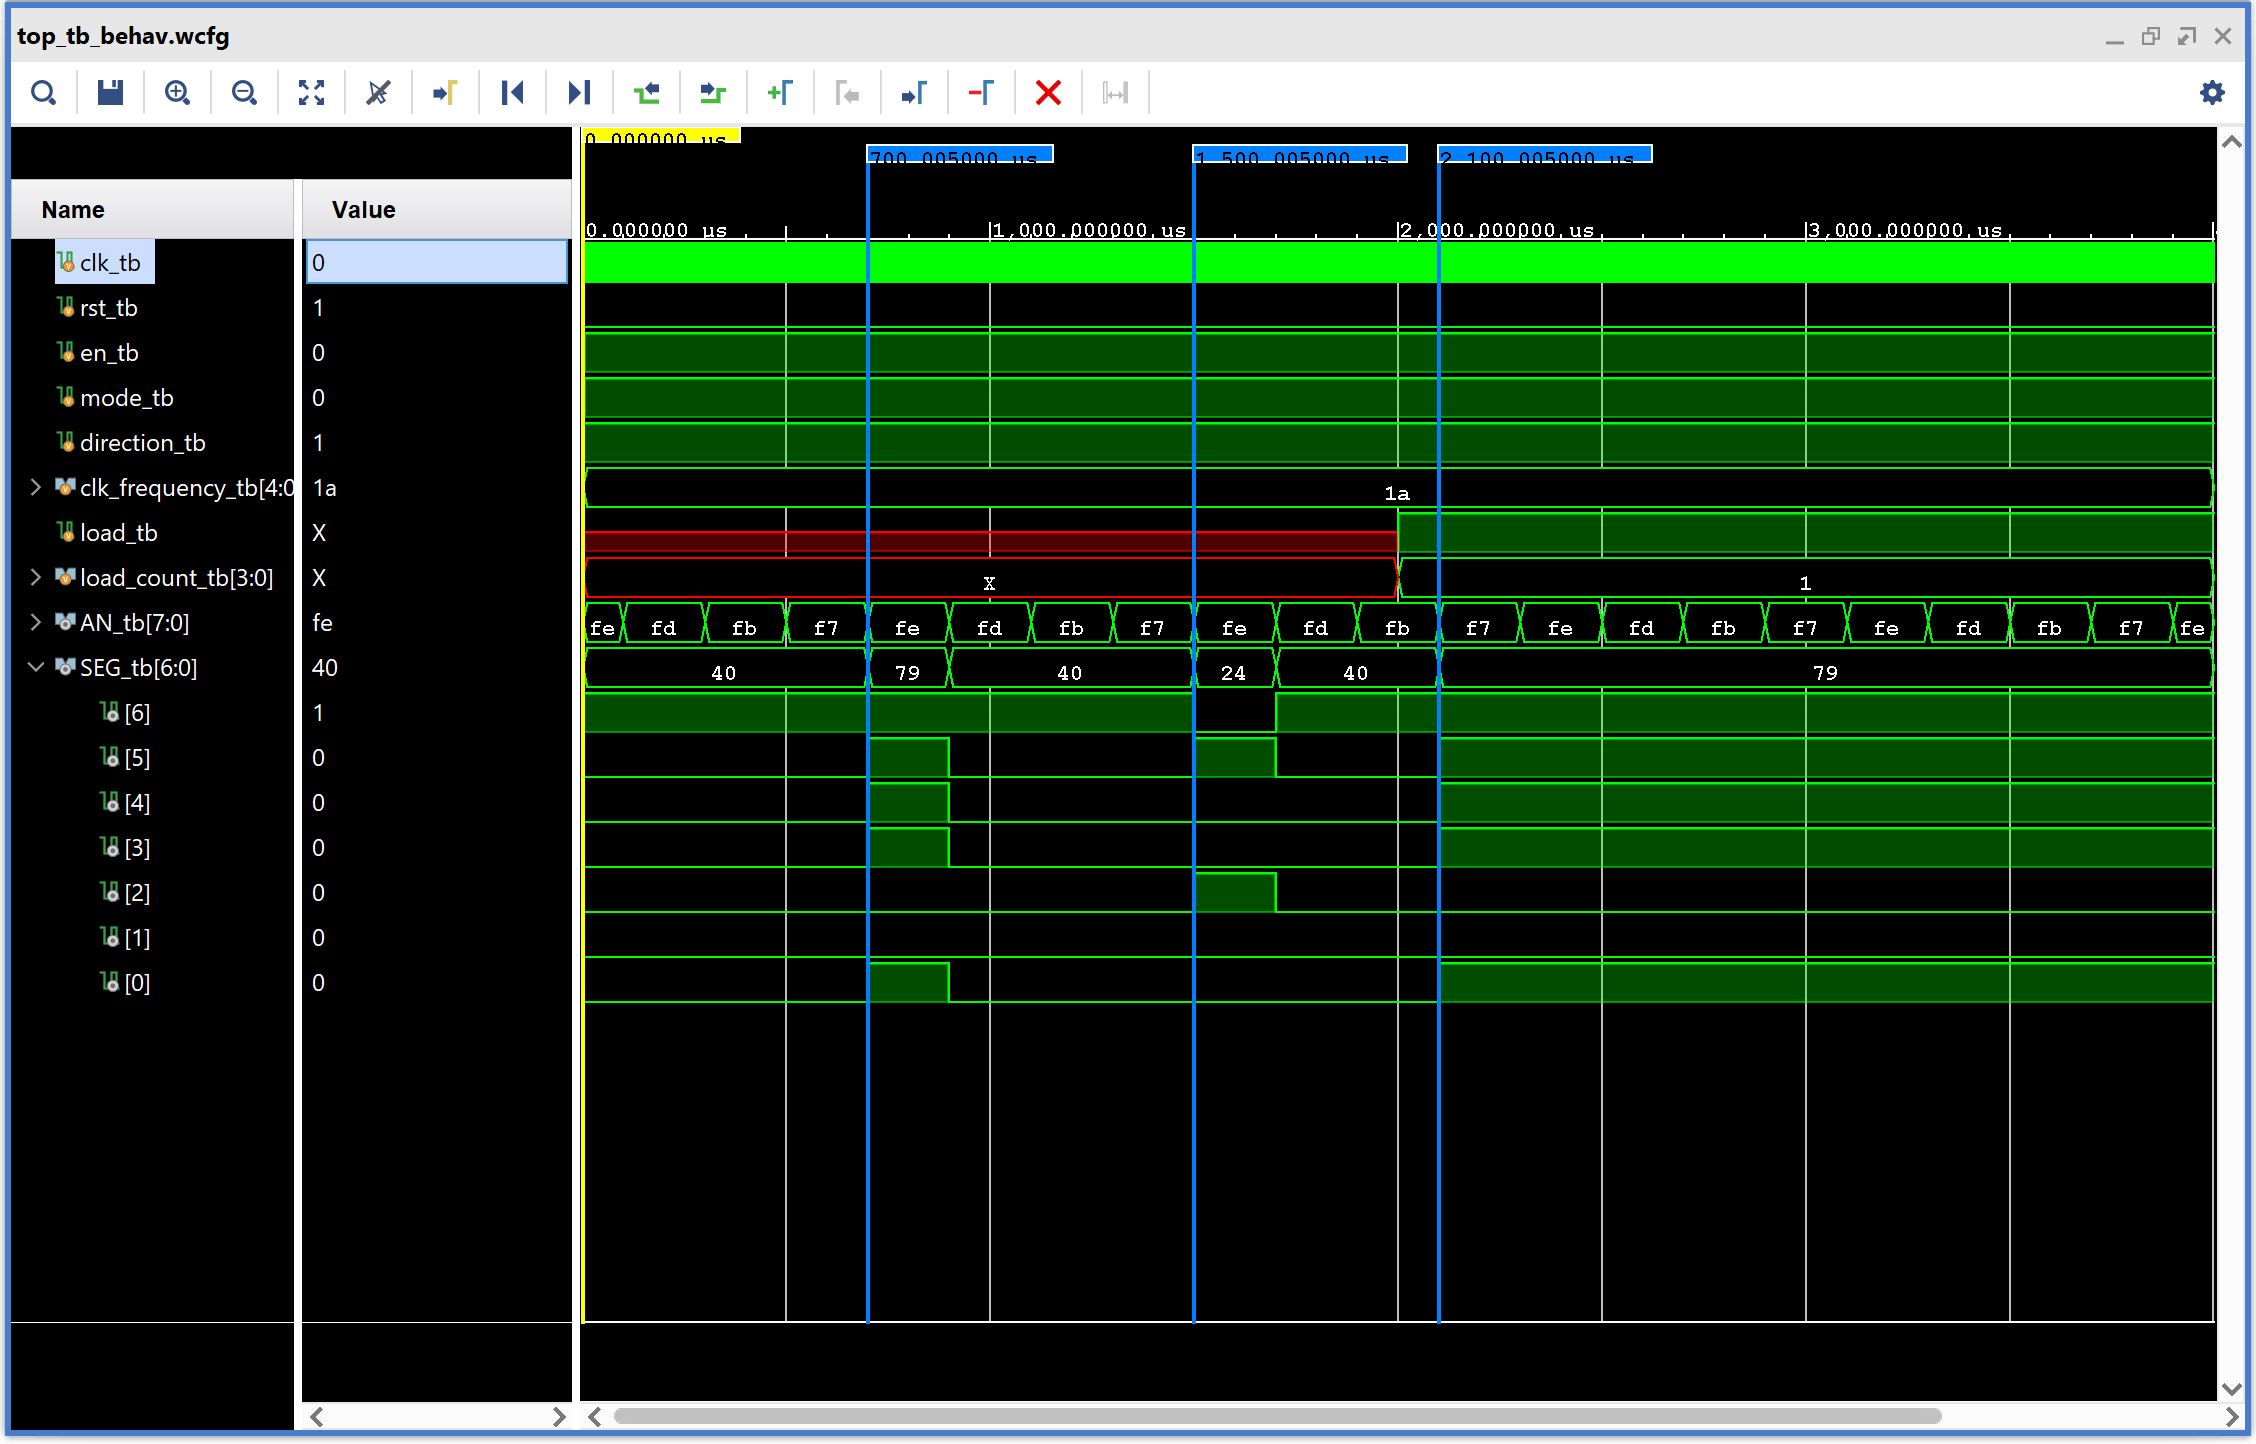 top_tb_behav.wcfg
0.000000 us
700.005000 us 1,500.005000 us 2,100.005000 us
Name Value
0.000000 us 1,000.000000 us 2,000.000000 us 3,000.000000 us
clk_tb 0
rst_tb 1
en_tb 0
mode_tb 0
direction_tb 1
clk_frequency_tb[4:0 1a 1a
load_tb X
load_count_tb[3:0] X X 1
AN_tb[7:0] fe fe fd fb f7 fe fd fb f7 fe fd fb f7 fe fd fb f7 fe fd fb f7 fe
SEG_tb[6:0] 40 40 79 40 24 40 79
[6] 1
[5] 0
[4] 0
[3] 0
[2] 0
[1] 0
[0] 0